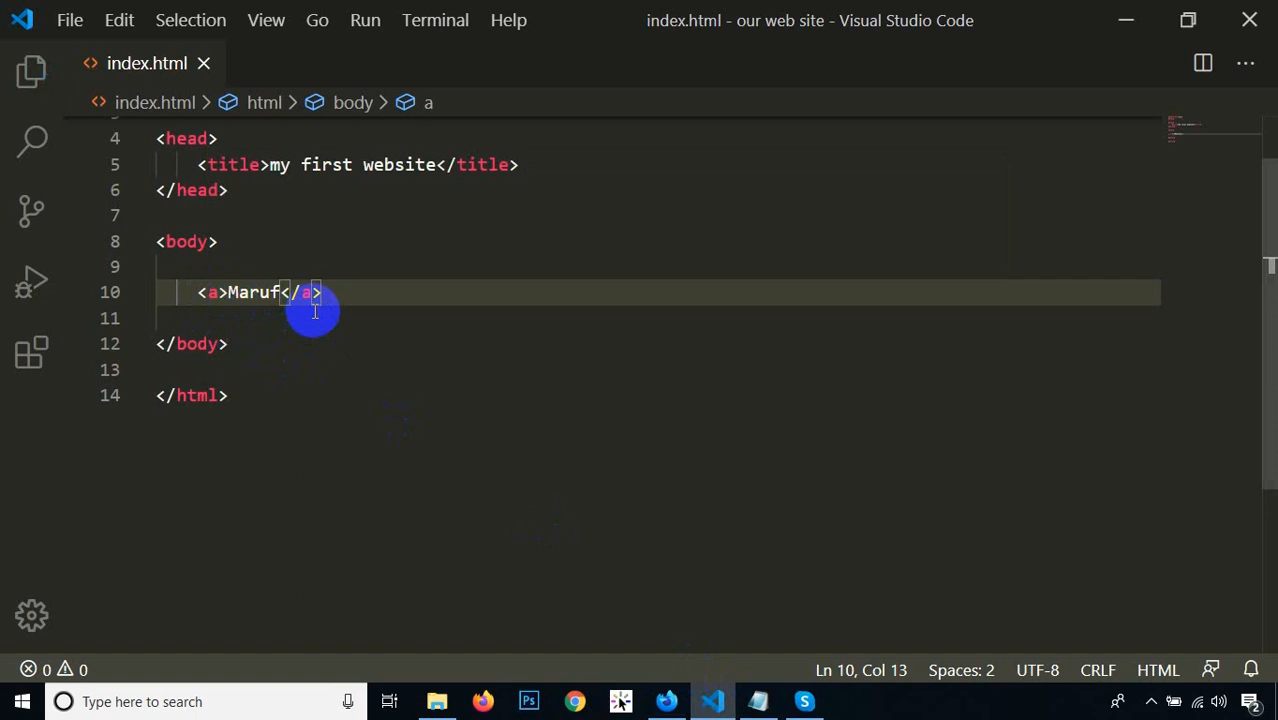 File Edit Selection View Go Run Terminal Help index.html - our web site - Visual Studio Code
index.html
index.html > html > body > a
4 <head>
5 <title>my first website</title>
6 </head>
7
8 <body>
9
10 <a>Maruf</a>
11
12 </body>
13
14 </html>
0 0 Ln 10, Col 13 Spaces: 2 UTF-8 CRLF HTML
Type here to search Ps 2